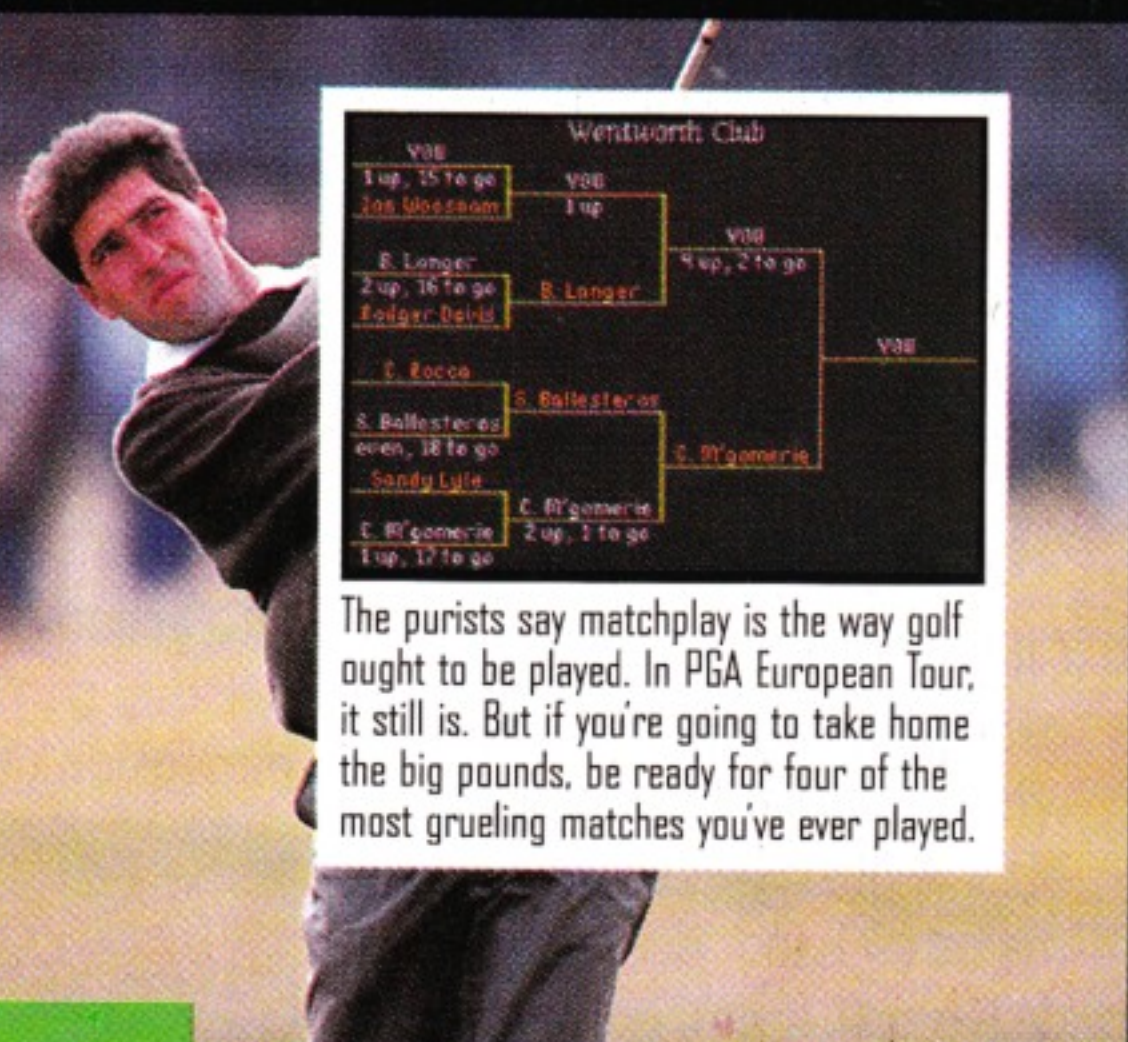 Wentworth Club
YOU
1 up, 15 to go
Ian Woosnam
YOU
1 up
B. Langer
2 up, 16 to go
Rodger Davis
B. Langer
YOU
4 up, 2 to go
YOU
C. Rocca
S. Ballesteros
even, 18 to go
S. Ballesteros
Sandy Lyle
C. M'gomerie
1 up, 17 to go
C. M'gomerie
2 up, 1 to go
C. M'gomerie
The purists say matchplay is the way golf
ought to be played. In PGA European Tour,
it still is. But if you're going to take home
the big pounds, be ready for four of the
most grueling matches you've ever played.